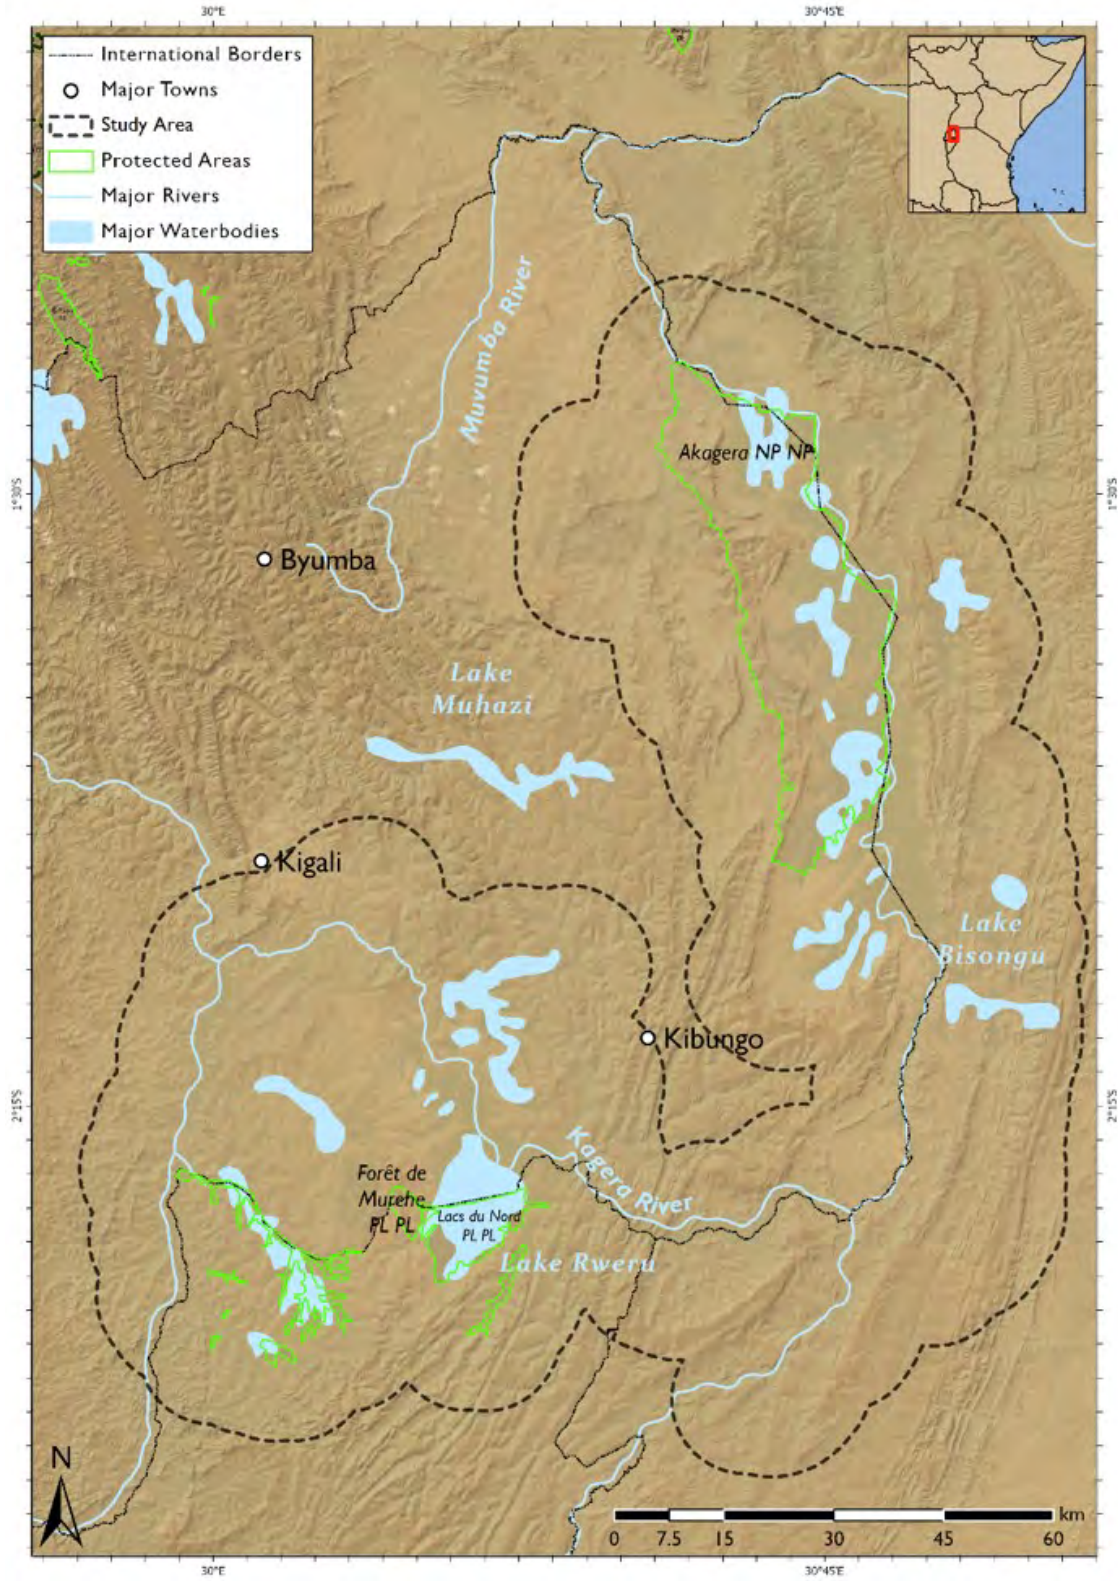 30°E
30°45'E
International Borders
Major Towns
Study Area
Protected Areas
Major Rivers
Major Waterbodies
Muvumba River
Akagera NP NP
1°30'S
1°30'S
Byumba
Lake
Muhazi
Kigali
Lake
Bisongu
Kibungo
2°15'S
2°15'S
Kagera River
Forêt de
Murehe
PL PL
Lacs du Nord
PL PL
Lake Rweru
N
km
0 7.5 15 30 45 60
30°E
30°45'E